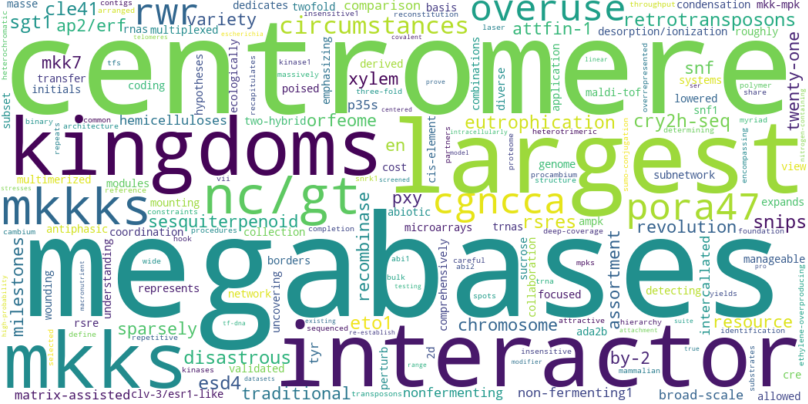 masse
contigs
arranged
rwr
dedicates
twofold
comparison
basis
insensitive1
reconstitution
overuse
throughput
condensation
mkk-mpk
cle41
variety
rnas
multiplexed
emphasizing
circumstances
attfin-1
retrotransposons
laser
covalent
desorption/ionization
roughly
sgt1
ap2/erf
heterochromatic
centromere
mkk7
transfer
initials
tfs
coding
hypotheses
ecologically
recapitulates
kinase1
massively
poised
three-fold
derived
p35s
xylem
combinations
diverse
application
maldi-tof
linear
prove
centered
overrepresented
snf
systems
lowered
snf1
polymer
share
myriad
twenty-one
subset
binary
architecture
common
repeats
hemicelluloses
two-hybrid
orfeome
en
cost
eutrophication
intracellularly
partners
model
proteome
cis-element
heterotrimeric
cry2h-seq
determining
genome
structure
procambium
subnetwork
encompassing
sumo-conjugation
kingdoms
largest
multimerized
stresses
reference
modules
vii
snrk1
nc/gt
mkkks
mounting
constraints
sesquiterpenoid
pxy
abiotic
cgncca
rsres
ampk
pora47
view
expands
snips
cambium
antiphasic
hook
procedures
coordination
collection
completion
microarrays
trnas
deep-coverage
revolution
foundation
milestones
wounding
understanding
megabases
wide
macronutrient
borders
network
uncovering
recombinase
abi1
abi2
bulk
testing
careful
spots
comprehensively
mpks
sucrose
collaboration
trna
focused
assortment
detecting
yields
chromosome
intercallated
pro
manageable
resource
suite
identification
rsre
represents
sparsely
define
repetitive
selected
high-probability
mkks
validated
disastrous
kinases
datasets
esd4
tf-dna
eto1
existing
sequenced
re-establish
tyr
perturb
2d
range
interactor
attractive
hierarchy
attachment
insensitive
modifier
ada2b
by-2
true
mammalian
substrates
cre
ethylene-overproducing
matrix-assisted
clv-3/esr1-like
traditional
transposons
nonfermenting
non-fermenting1
broad-scale
allowed